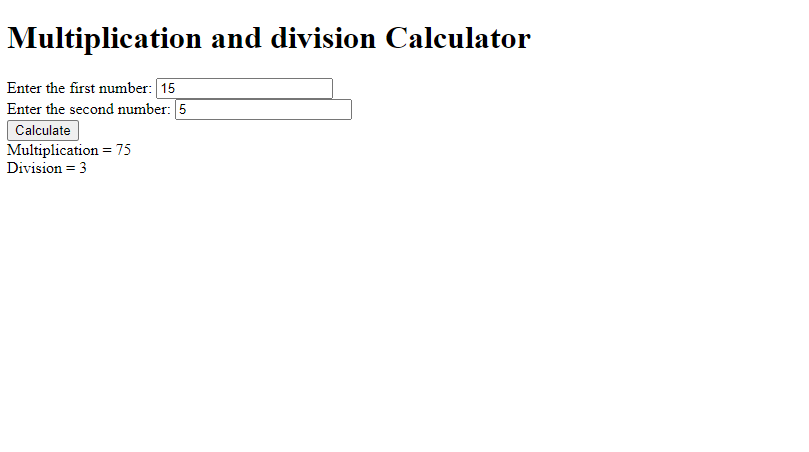 Multiplication and division Calculator
Enter the first number: 15
Enter the second number: 5
Calculate
Multiplication = 75
Division = 3